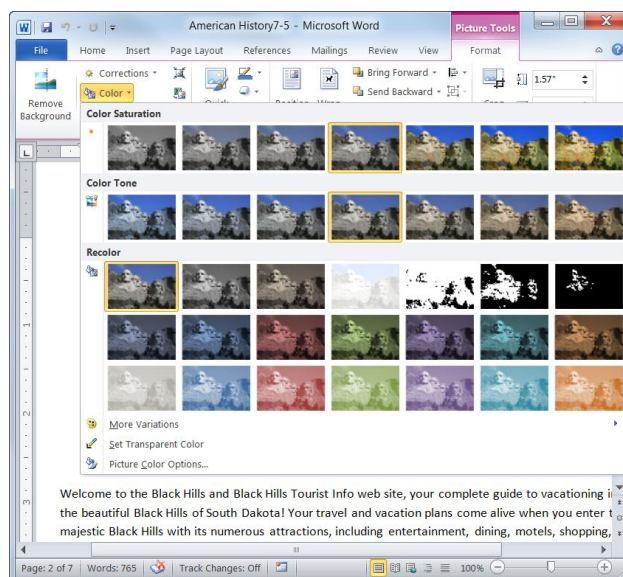 American History7-5 - Microsoft Word
Picture Tools
File Home Insert Page Layout References Mailings Review View Format
Remove Background
Corrections
Color
Bring Forward
Send Backward
1.57"
Color Saturation
Color Tone
Recolor
More Variations
Set Transparent Color
Picture Color Options...
Welcome to the Black Hills and Black Hills Tourist Info web site, your complete guide to vacationing
the beautiful Black Hills of South Dakota! Your travel and vacation plans come alive when you enter
majestic Black Hills with its numerous attractions, including entertainment, dining, motels, shopping,
Page: 2 of 7 Words: 765 Track Changes: Off 100%